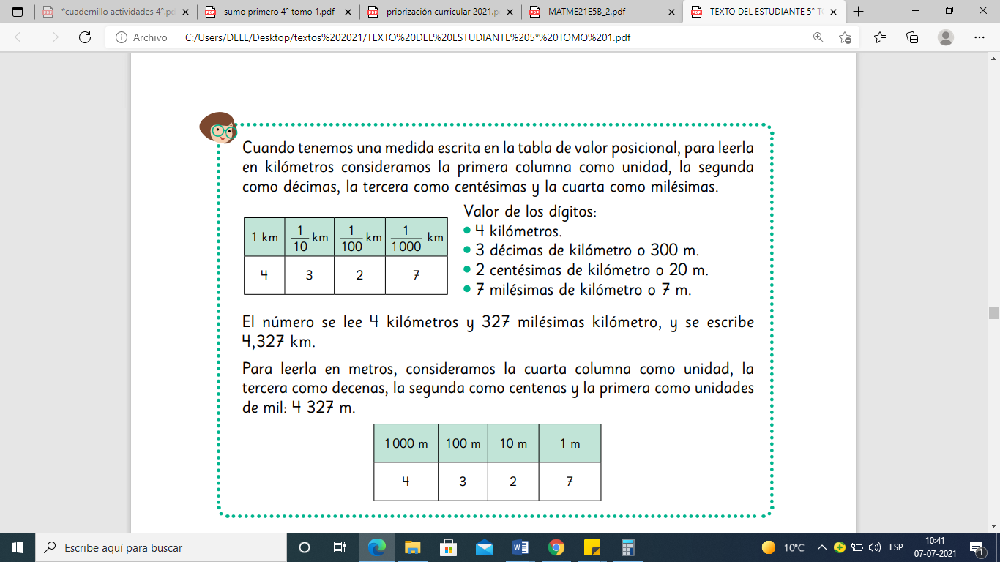 *cuadernillo actividades 4°.pd
sumo primero 4° tomo 1.pdf
priorización curricular 2021.p
MATME21E5B_2.pdf
TEXTO DEL ESTUDIANTE 5° T
Archivo
C:/Users/DELL/Desktop/textos%202021/TEXTO%20DEL%20ESTUDIANTE%205°%20TOMO%201.pdf
Cuando tenemos una medida escrita en la tabla de valor posicional, para leerla
en kilómetros consideramos la primera columna como unidad, la segunda
como décimas, la tercera como centésimas y la cuarta como milésimas.
1 km 1/10 km 1/100 km 1/1000 km
4 3 2 7
Valor de los dígitos:
• 4 kilómetros.
• 3 décimas de kilómetro o 300 m.
• 2 centésimas de kilómetro o 20 m.
• 7 milésimas de kilómetro o 7 m.
El número se lee 4 kilómetros y 327 milésimas kilómetro, y se escribe
4,327 km.
Para leerla en metros, consideramos la cuarta columna como unidad, la
tercera como decenas, la segunda como centenas y la primera como unidades
de mil: 4 327 m.
1 000 m 100 m 10 m 1 m
4 3 2 7
Escribe aquí para buscar
10°C
ESP
10:41
07-07-2021
1